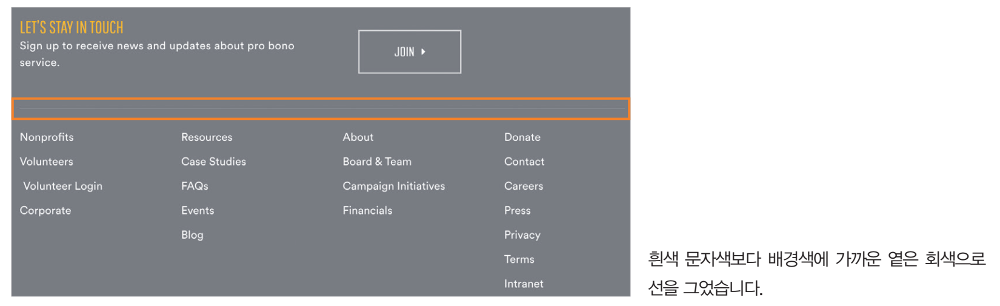 LET'S STAY IN TOUCH
Sign up to receive news and updates about pro bono
service.
JOIN
Nonprofits
Volunteers
Volunteer Login
Corporate
Resources
Case Studies
FAQs
Events
Blog
About
Board & Team
Campaign Initiatives
Financials
Donate
Contact
Careers
Press
Privacy
Terms
Intranet
흰색 문자색보다 배경색에 가까운 옅은 회색으로
선을 그었습니다.